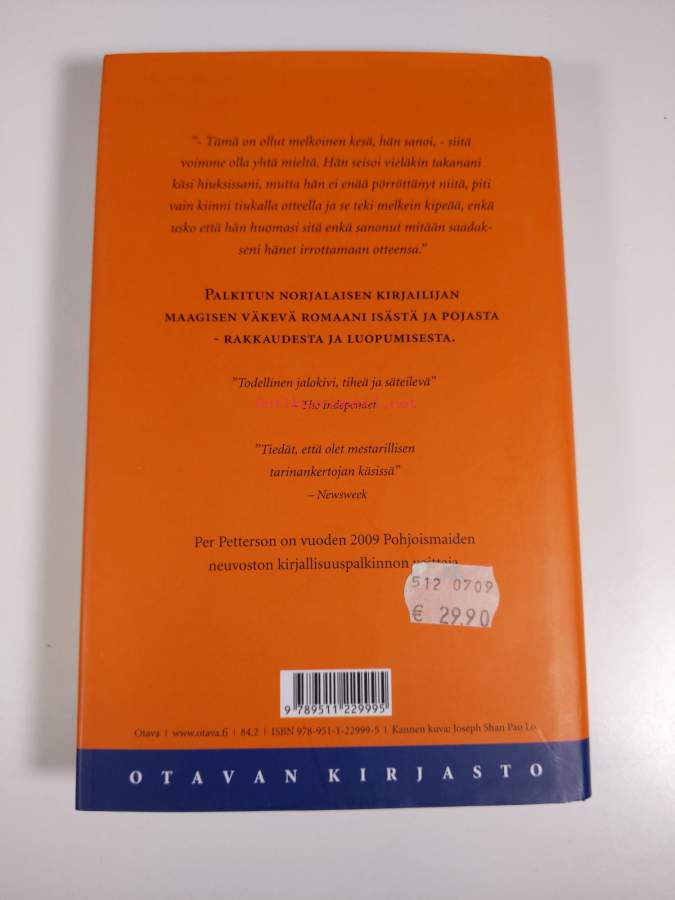 "- Tämä on ollut melkoinen kesä, hän sanoi, - siitä
voimme olla yhtä mieltä. Hän seisoi vieläkin takanani
käsi hiuksissani, mutta hän ei enää pörröttänyt niitä, piti
vain kiinni tiukalla otteella ja se teki melkein kipeää, enkä
usko että hän huomasi sitä enkä sanonut mitään saadak-
seni hänet irrottamaan otteensa."
PALKITUN NORJALAISEN KIRJAILIJAN
MAAGISEN VÄKEVÄ ROMAANI ISÄSTÄ JA POJASTA
- RAKKAUDESTA JA LUOPUMISESTA.
"Todellinen jalokivi, tiheä ja säteilevä"
– The Independent
"Tiedät, että olet mestarillisen
tarinankertojan käsissä"
– Newsweek
Per Petterson on vuoden 2009 Pohjoismaiden
neuvoston kirjallisuuspalkinnon
512 0709
€ 29.90
9 789511 229995
Otava | www.otava.fi | 84.2 | ISBN 978-951-1-22999-5 | Kannen kuva: Joseph Shan Pao Lo
OTAVAN KIRJASTO